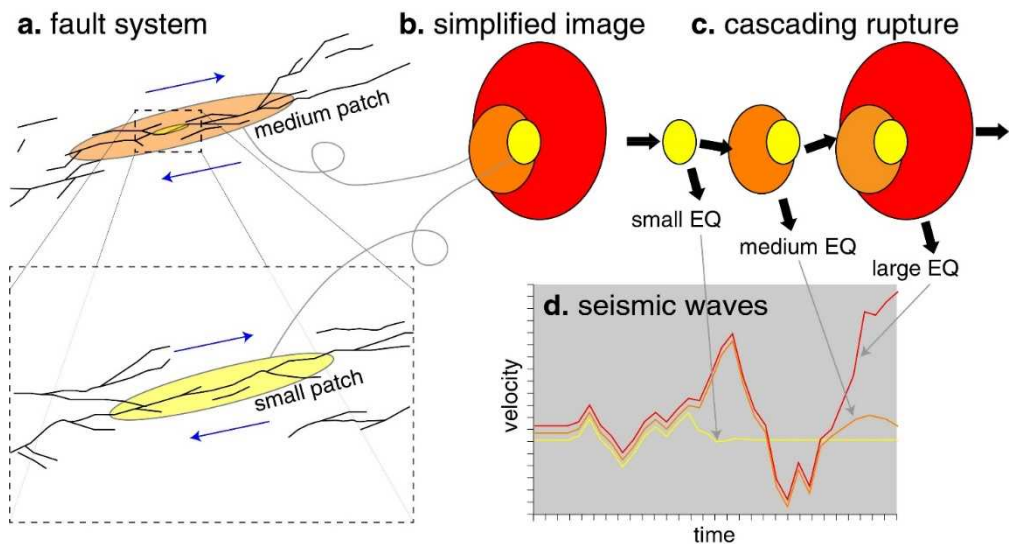 a. fault system
b. simplified image
c. cascading rupture
medium patch
small EQ
medium EQ
large EQ
small patch
d. seismic waves
velocity
time